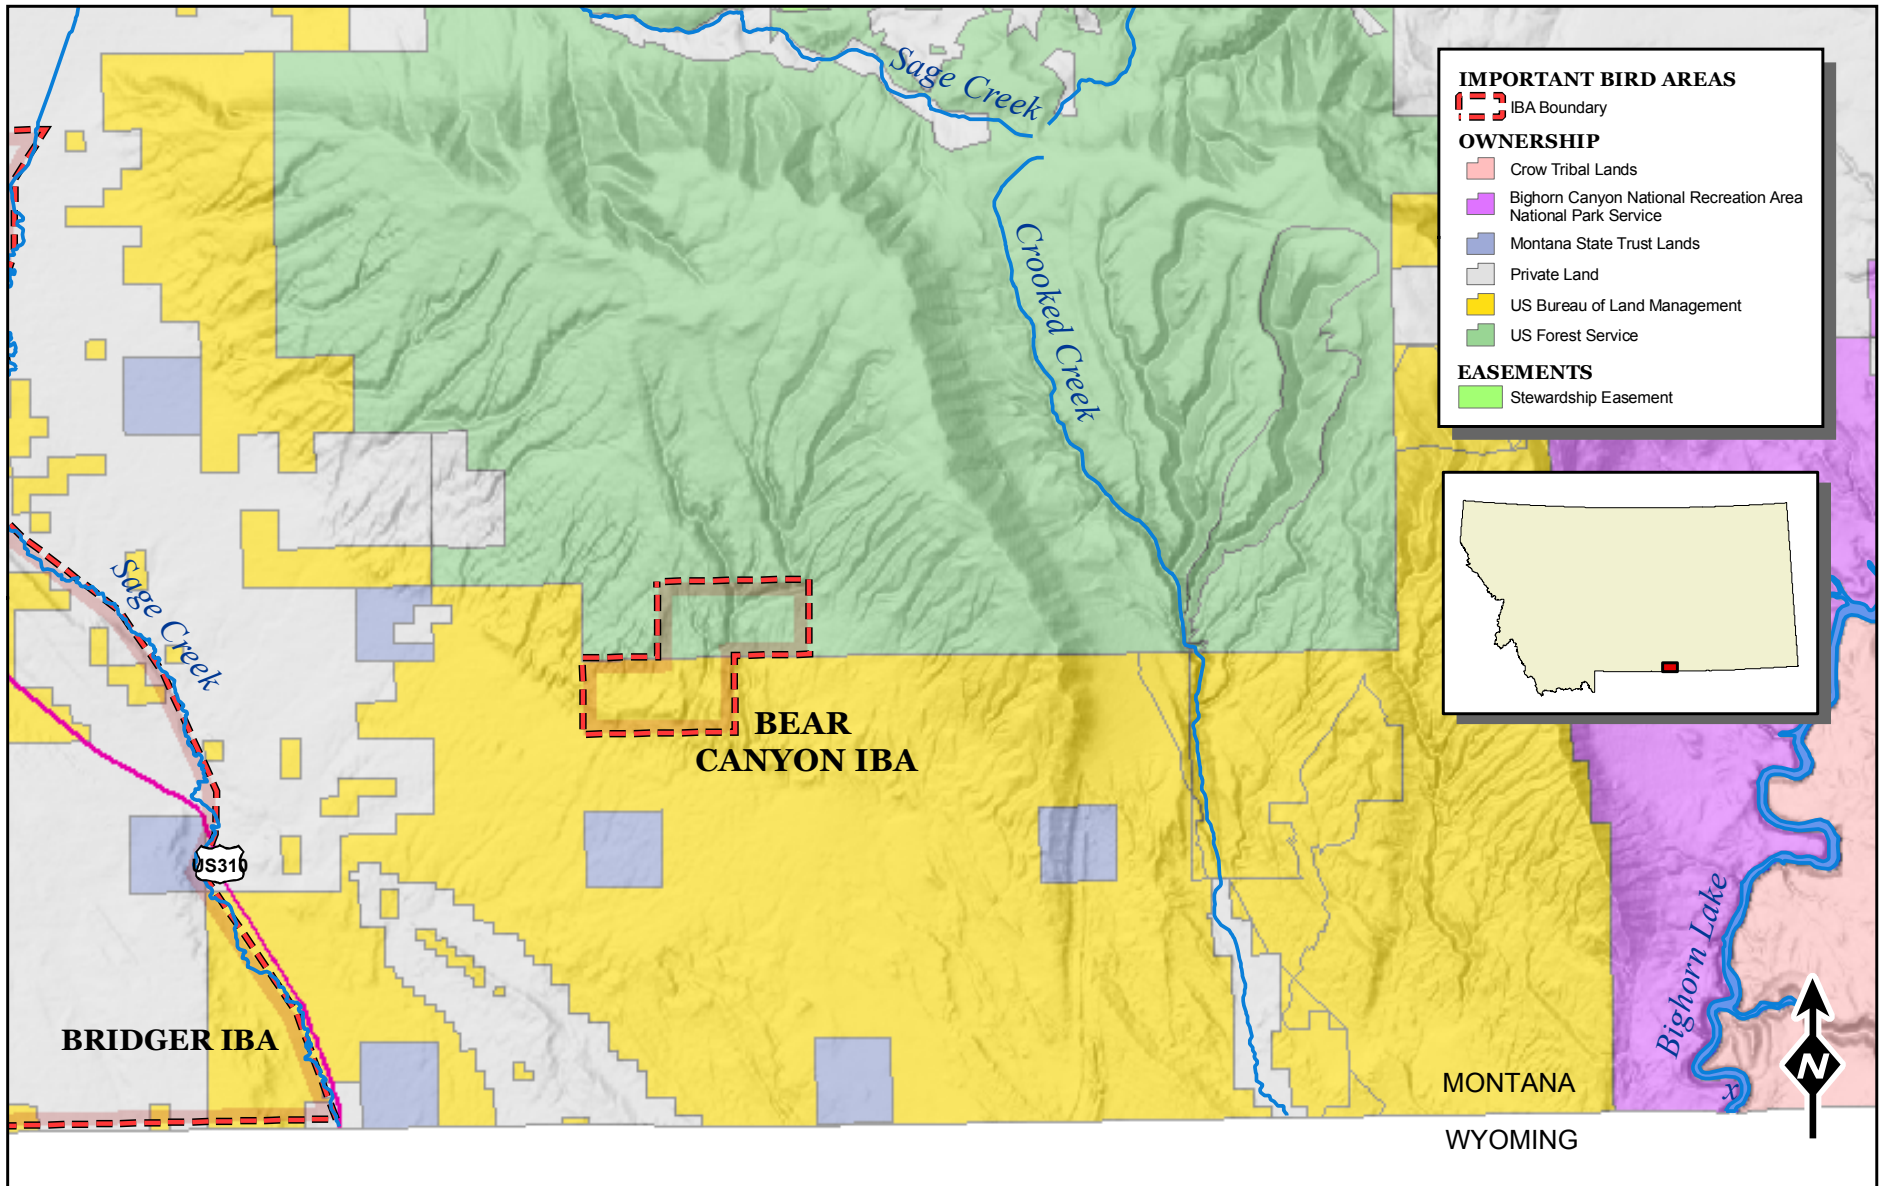 Sage Creek
IMPORTANT BIRD AREAS
IBA Boundary
OWNERSHIP
Crow Tribal Lands
Bighorn Canyon National Recreation Area
National Park Service
Montana State Trust Lands
Private Land
US Bureau of Land Management
US Forest Service
EASEMENTS
Stewardship Easement
Crooked Creek
Sage Creek
BEAR
CANYON IBA
US310
Bighorn Lake
BRIDGER IBA
MONTANA
WYOMING
x
N